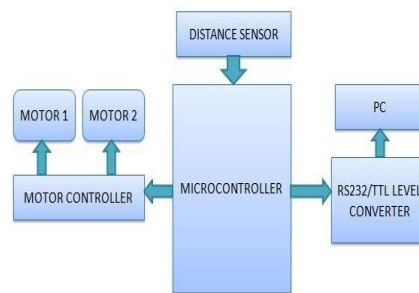 DISTANCE SENSOR
MOTOR 1
MOTOR 2
PC
MOTOR CONTROLLER
MICROCONTROLLER
RS232/TTL LEVEL
CONVERTER